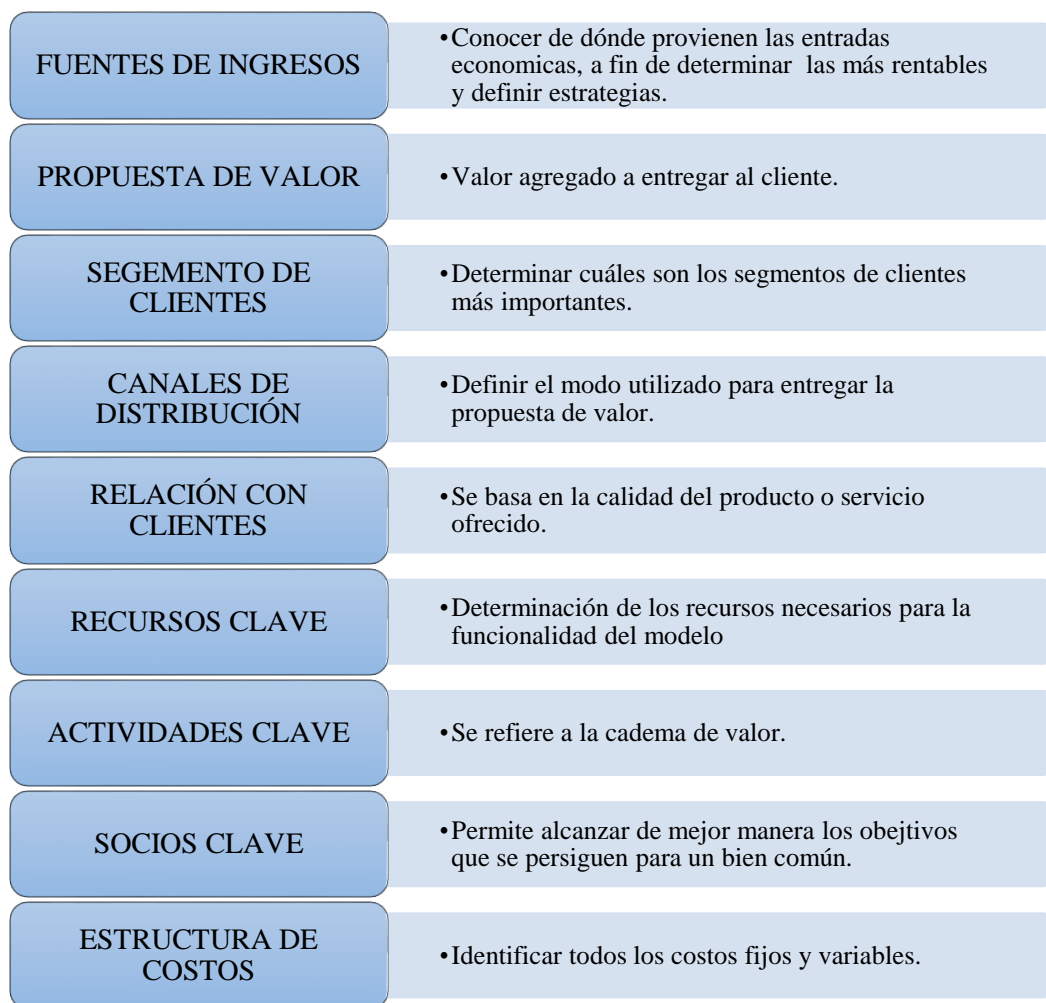 FUENTES DE INGRESOS
•Conocer de dónde provienen las entradas
economicas, a fin de determinar las más rentables
y definir estrategias.
PROPUESTA DE VALOR
•Valor agregado a entregar al cliente.
SEGEMENTO DE
CLIENTES
•Determinar cuáles son los segmentos de clientes
más importantes.
CANALES DE
DISTRIBUCIÓN
•Definir el modo utilizado para entregar la
propuesta de valor.
RELACIÓN CON
CLIENTES
•Se basa en la calidad del producto o servicio
ofrecido.
RECURSOS CLAVE
•Determinación de los recursos necesarios para la
funcionalidad del modelo
ACTIVIDADES CLAVE
•Se refiere a la cadema de valor.
SOCIOS CLAVE
•Permite alcanzar de mejor manera los obejtivos
que se persiguen para un bien común.
ESTRUCTURA DE
COSTOS
•Identificar todos los costos fijos y variables.